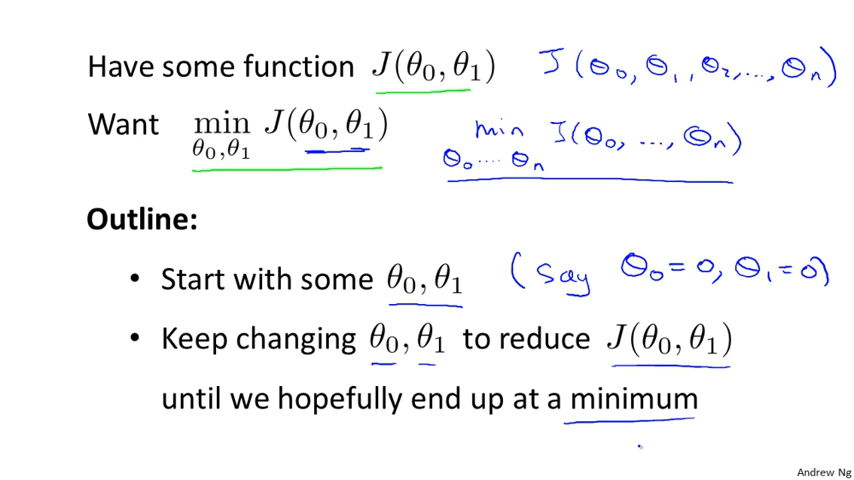 Have some function J(θ₀, θ₁) J(θ₀, θ₁, θ₂, ..., θₙ)
Want min J(θ₀, θ₁) min J(θ₀, ..., θₙ)
θ₀,θ₁ θ₀ .... θₙ
Outline:
• Start with some θ₀, θ₁ (say θ₀ = 0, θ₁ = 0)
• Keep changing θ₀, θ₁ to reduce J(θ₀, θ₁)
until we hopefully end up at a minimum
Andrew Ng